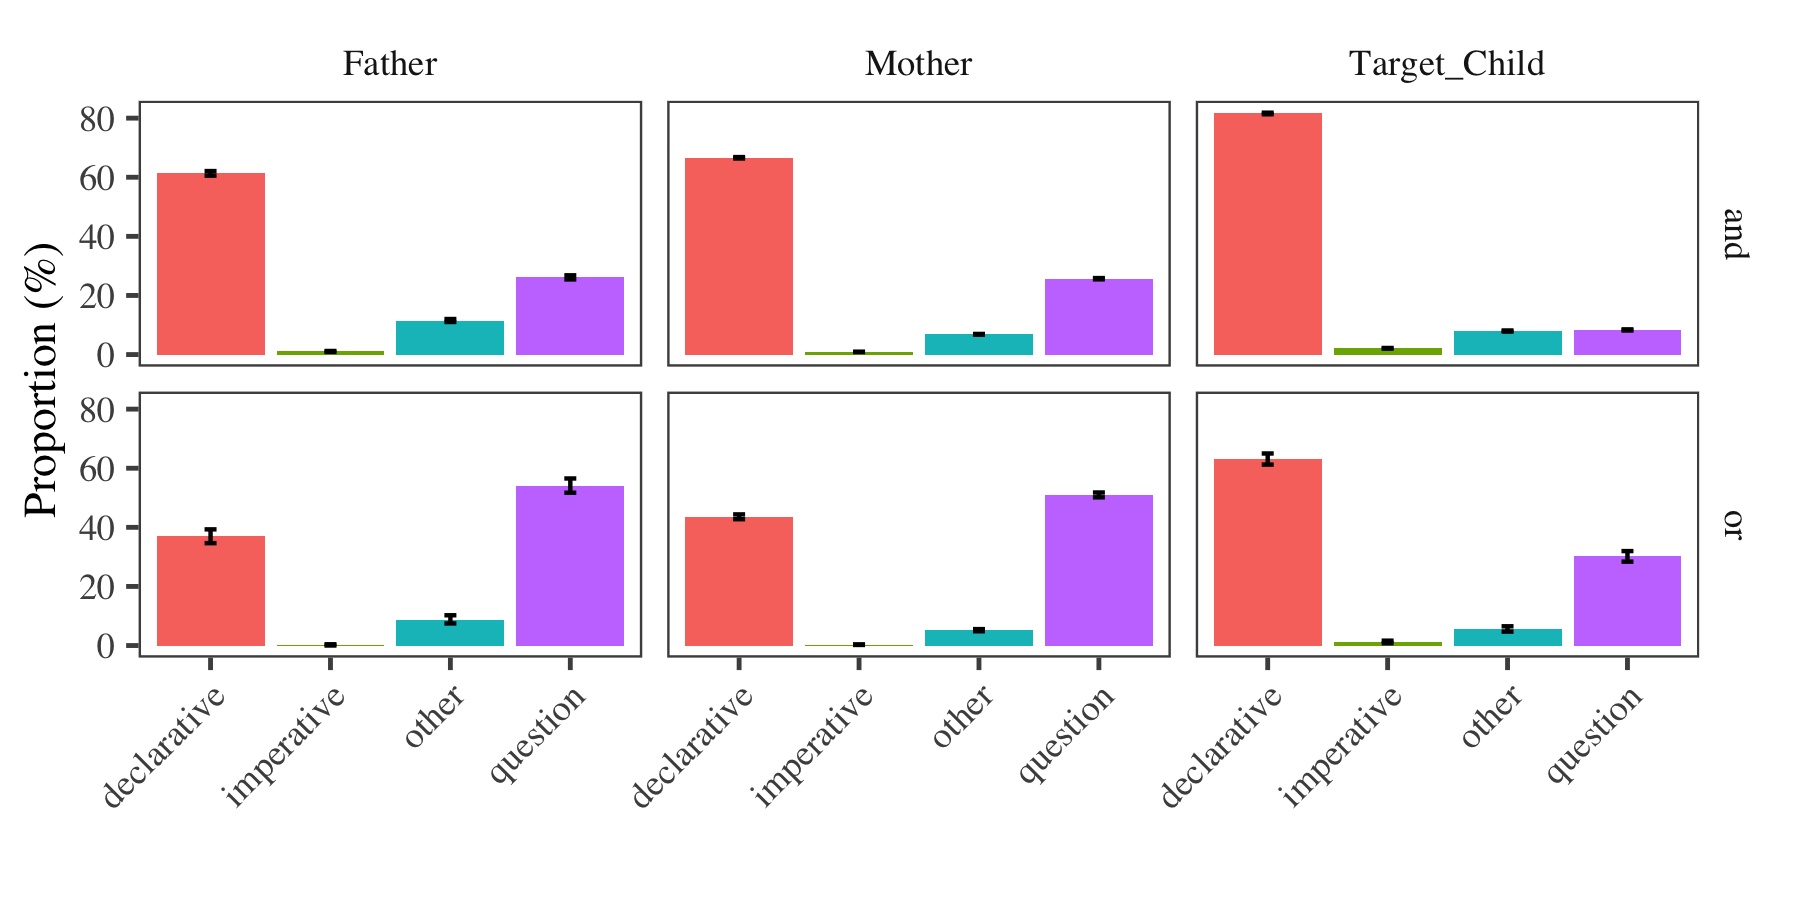 Father Mother Target_Child
Proportion (%)
80
60
40
20
0
and
80
60
40
20
0
or
declarative imperative other question declarative imperative other question declarative imperative other question